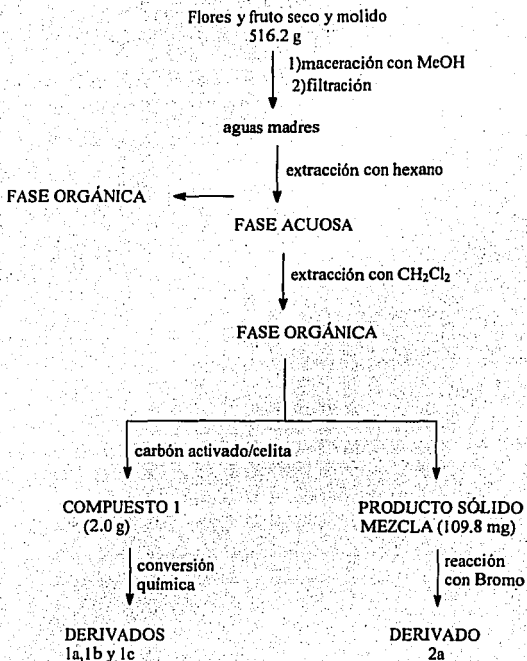 Flores y fruto seco y molido
516.2 g
1)maceración con MeOH
2)filtración
aguas madres
extracción con hexano
FASE ORGÁNICA
FASE ACUOSA
extracción con CH₂Cl₂
FASE ORGÁNICA
carbón activado/celita
COMPUESTO 1
(2.0 g)
PRODUCTO SÓLIDO
MEZCLA (109.8 mg)
conversión
química
reacción
con Bromo
DERIVADOS
1a,1b y 1c
DERIVADO
2a